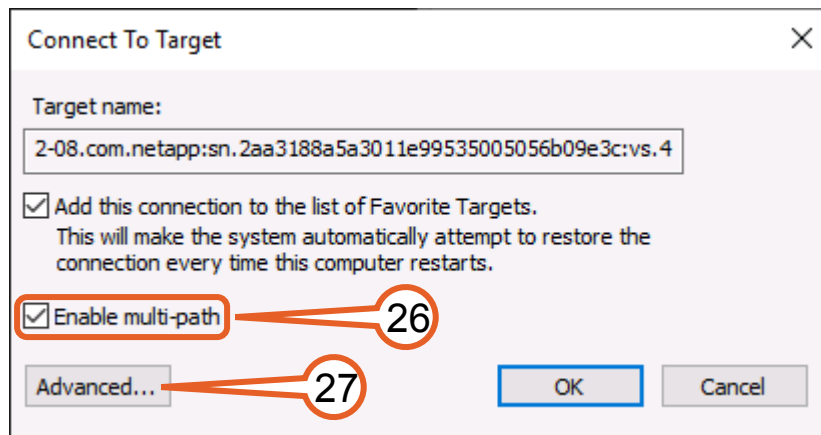 Connect To Target
Target name:
2-08.com.netapp:sn.2aa3188a5a3011e99535005056b09e3c:vs.4
Add this connection to the list of Favorite Targets.
This will make the system automatically attempt to restore the
connection every time this computer restarts.
Enable multi-path
26
Advanced...
27
OK
Cancel